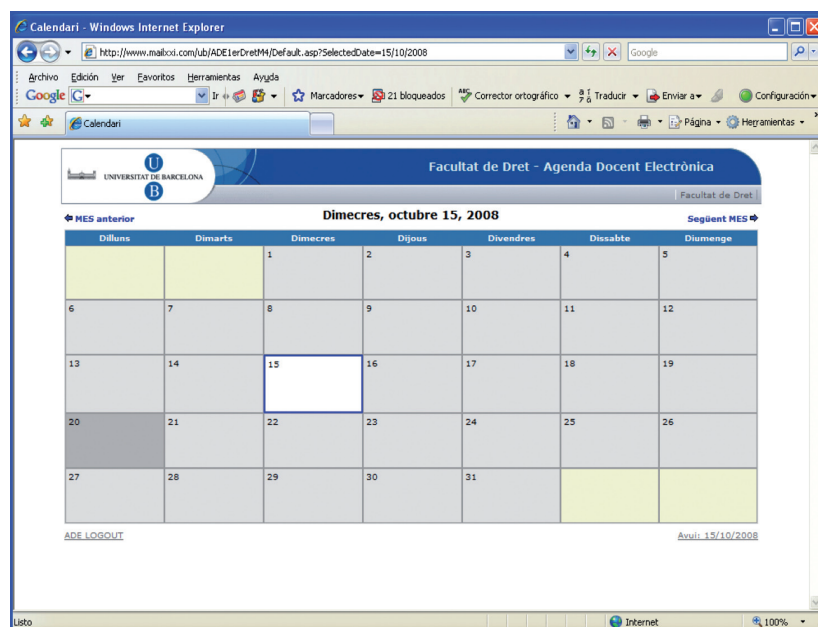 Calendari - Windows Internet Explorer
http://www.mailxxi.com/ub/ADE1erDretM4/Default.asp?SelectedDate=15/10/2008
Google
Archivo Edición Ver Favoritos Herramientas Ayuda
Google G Ir Marcadores 21 bloqueados Corrector ortográfico Traducir Enviar a Configuración
Calendari Página Herramientas
U
UNIVERSITAT DE BARCELONA
B
Facultat de Dret - Agenda Docent Electrònica
Facultat de Dret
MES anterior Dimecres, octubre 15, 2008 Següent MES
Dilluns Dimarts Dimecres Dijous Divendres Dissabte Diumenge
1 2 3 4 5
6 7 8 9 10 11 12
13 14 15 16 17 18 19
20 21 22 23 24 25 26
27 28 29 30 31
ADE LOGOUT Avui: 15/10/2008
Listo Internet 100%